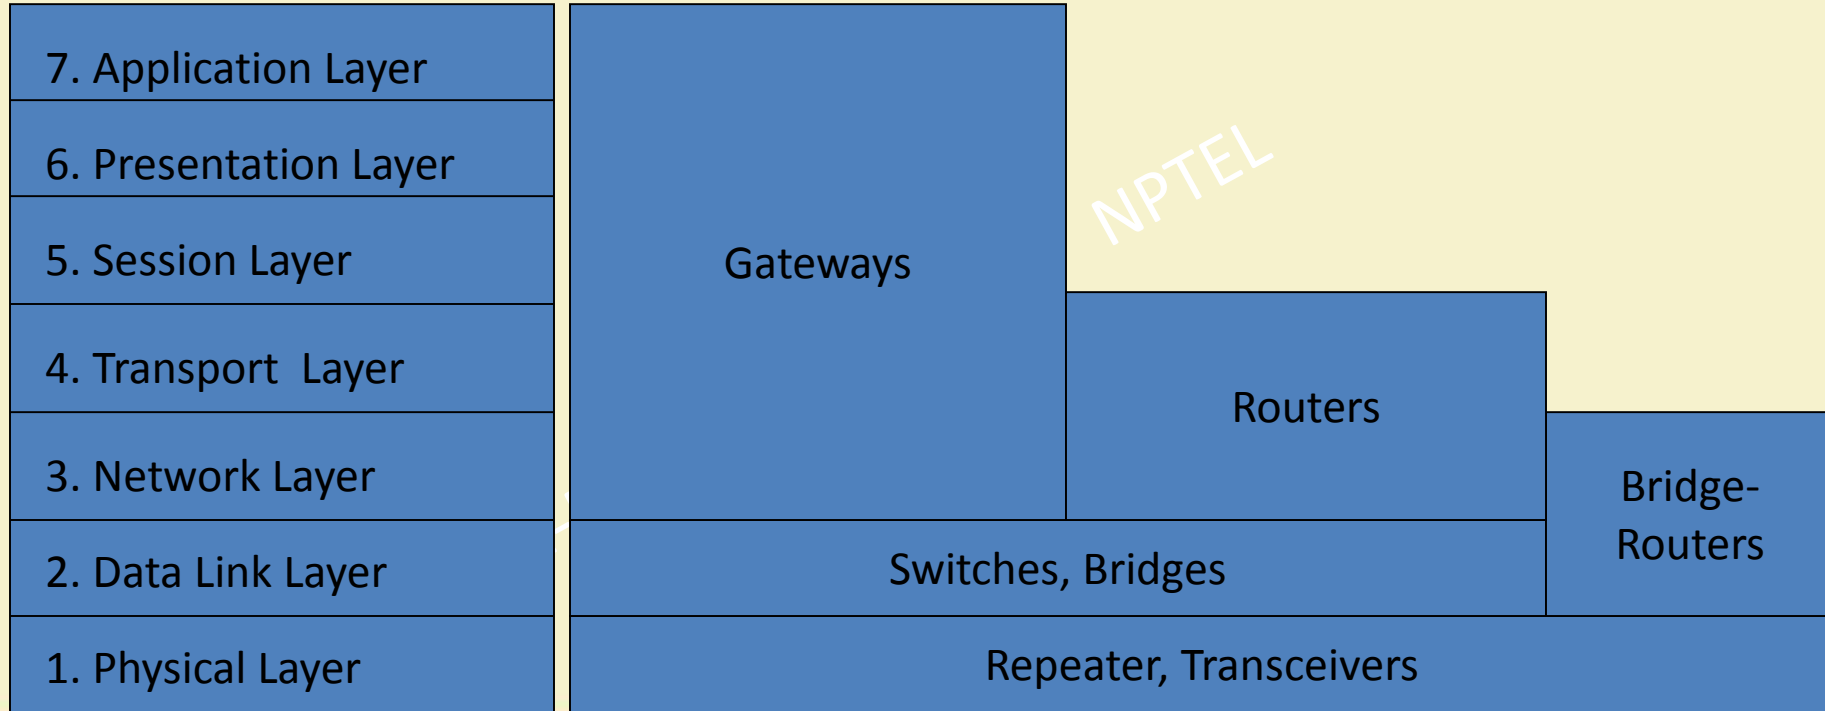 7. Application Layer
6. Presentation Layer
5. Session Layer
4. Transport Layer
3. Network Layer
2. Data Link Layer
1. Physical Layer
Gateways
NPTEL
Routers
Bridge-
Routers
Switches, Bridges
Repeater, Transceivers